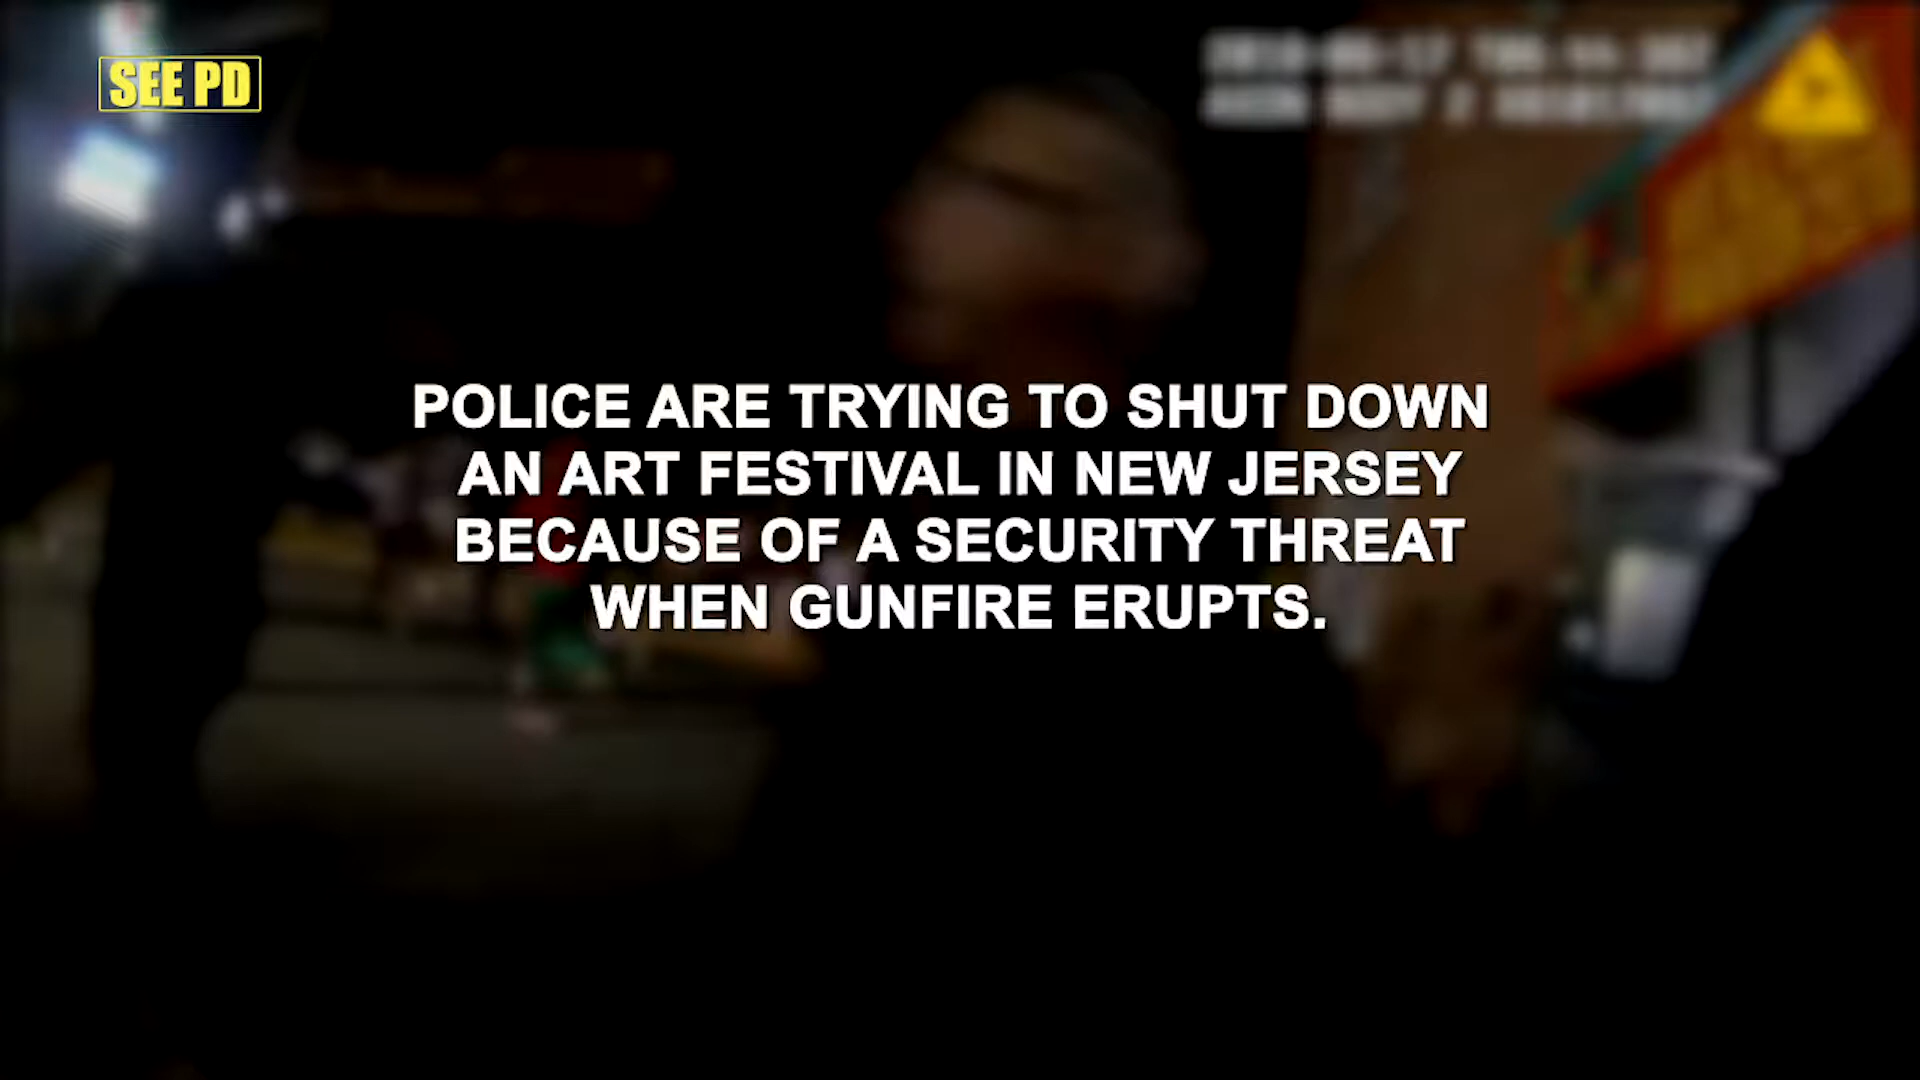 SEE PD
POLICE ARE TRYING TO SHUT DOWN
AN ART FESTIVAL IN NEW JERSEY
BECAUSE OF A SECURITY THREAT
WHEN GUNFIRE ERUPTS.